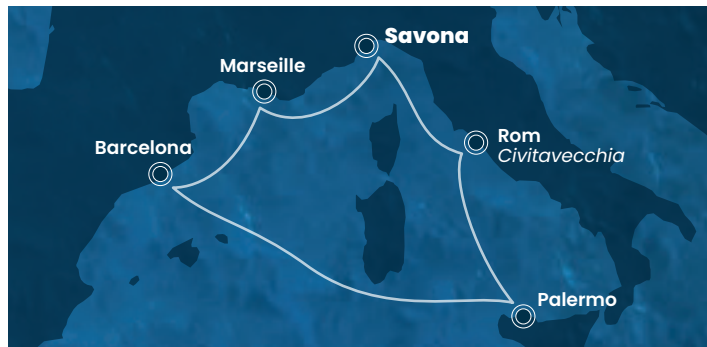 Savona
Marseille
Barcelona
Rom
Civitavecchia
Palermo